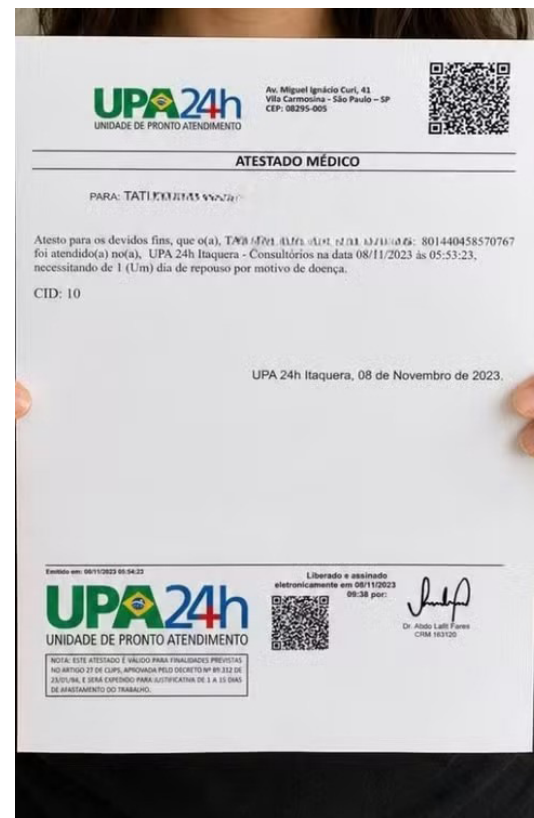 UPA24h
UNIDADE DE PRONTO ATENDIMENTO
Av. Miguel Ignácio Curi, 41
Vila Carmosina - São Paulo – SP
CEP: 08295-005
ATESTADO MÉDICO
PARA: TATI
Atesto para os devidos fins, que o(a), 801440458570767
foi atendido(a) no(a), UPA 24h Itaquera - Consultórios na data 08/11/2023 às 05:53:23,
necessitando de 1 (Um) dia de repouso por motivo de doença.
CID: 10
UPA 24h Itaquera, 08 de Novembro de 2023.
Emitido em: 08/11/2023 05:54:23
UPA24h
UNIDADE DE PRONTO ATENDIMENTO
Liberado e assinado
eletronicamente em 08/11/2023
09:38 por:
Dr. Abdo Latit Fares
CRM 163120
NOTA: ESTE ATESTADO É VÁLIDO PARA FINALIDADES PREVISTAS
NO ARTIGO 27 DE CLPS, APROVADA PELO DECRETO Nº 89.312 DE
23/01/84, E SERÁ EXPEDIDO PARA JUSTIFICATIVA DE 1 A 15 DIAS
DE AFASTAMENTO DO TRABALHO.